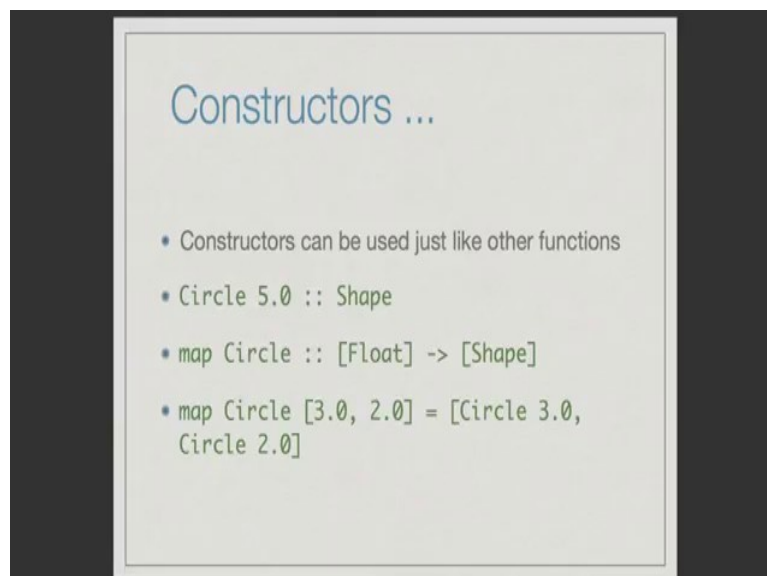 Constructors ...
• Constructors can be used just like other functions
• Circle 5.0 :: Shape
• map Circle :: [Float] -> [Shape]
• map Circle [3.0, 2.0] = [Circle 3.0,
Circle 2.0]